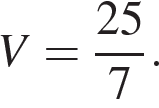 V = 25/7.